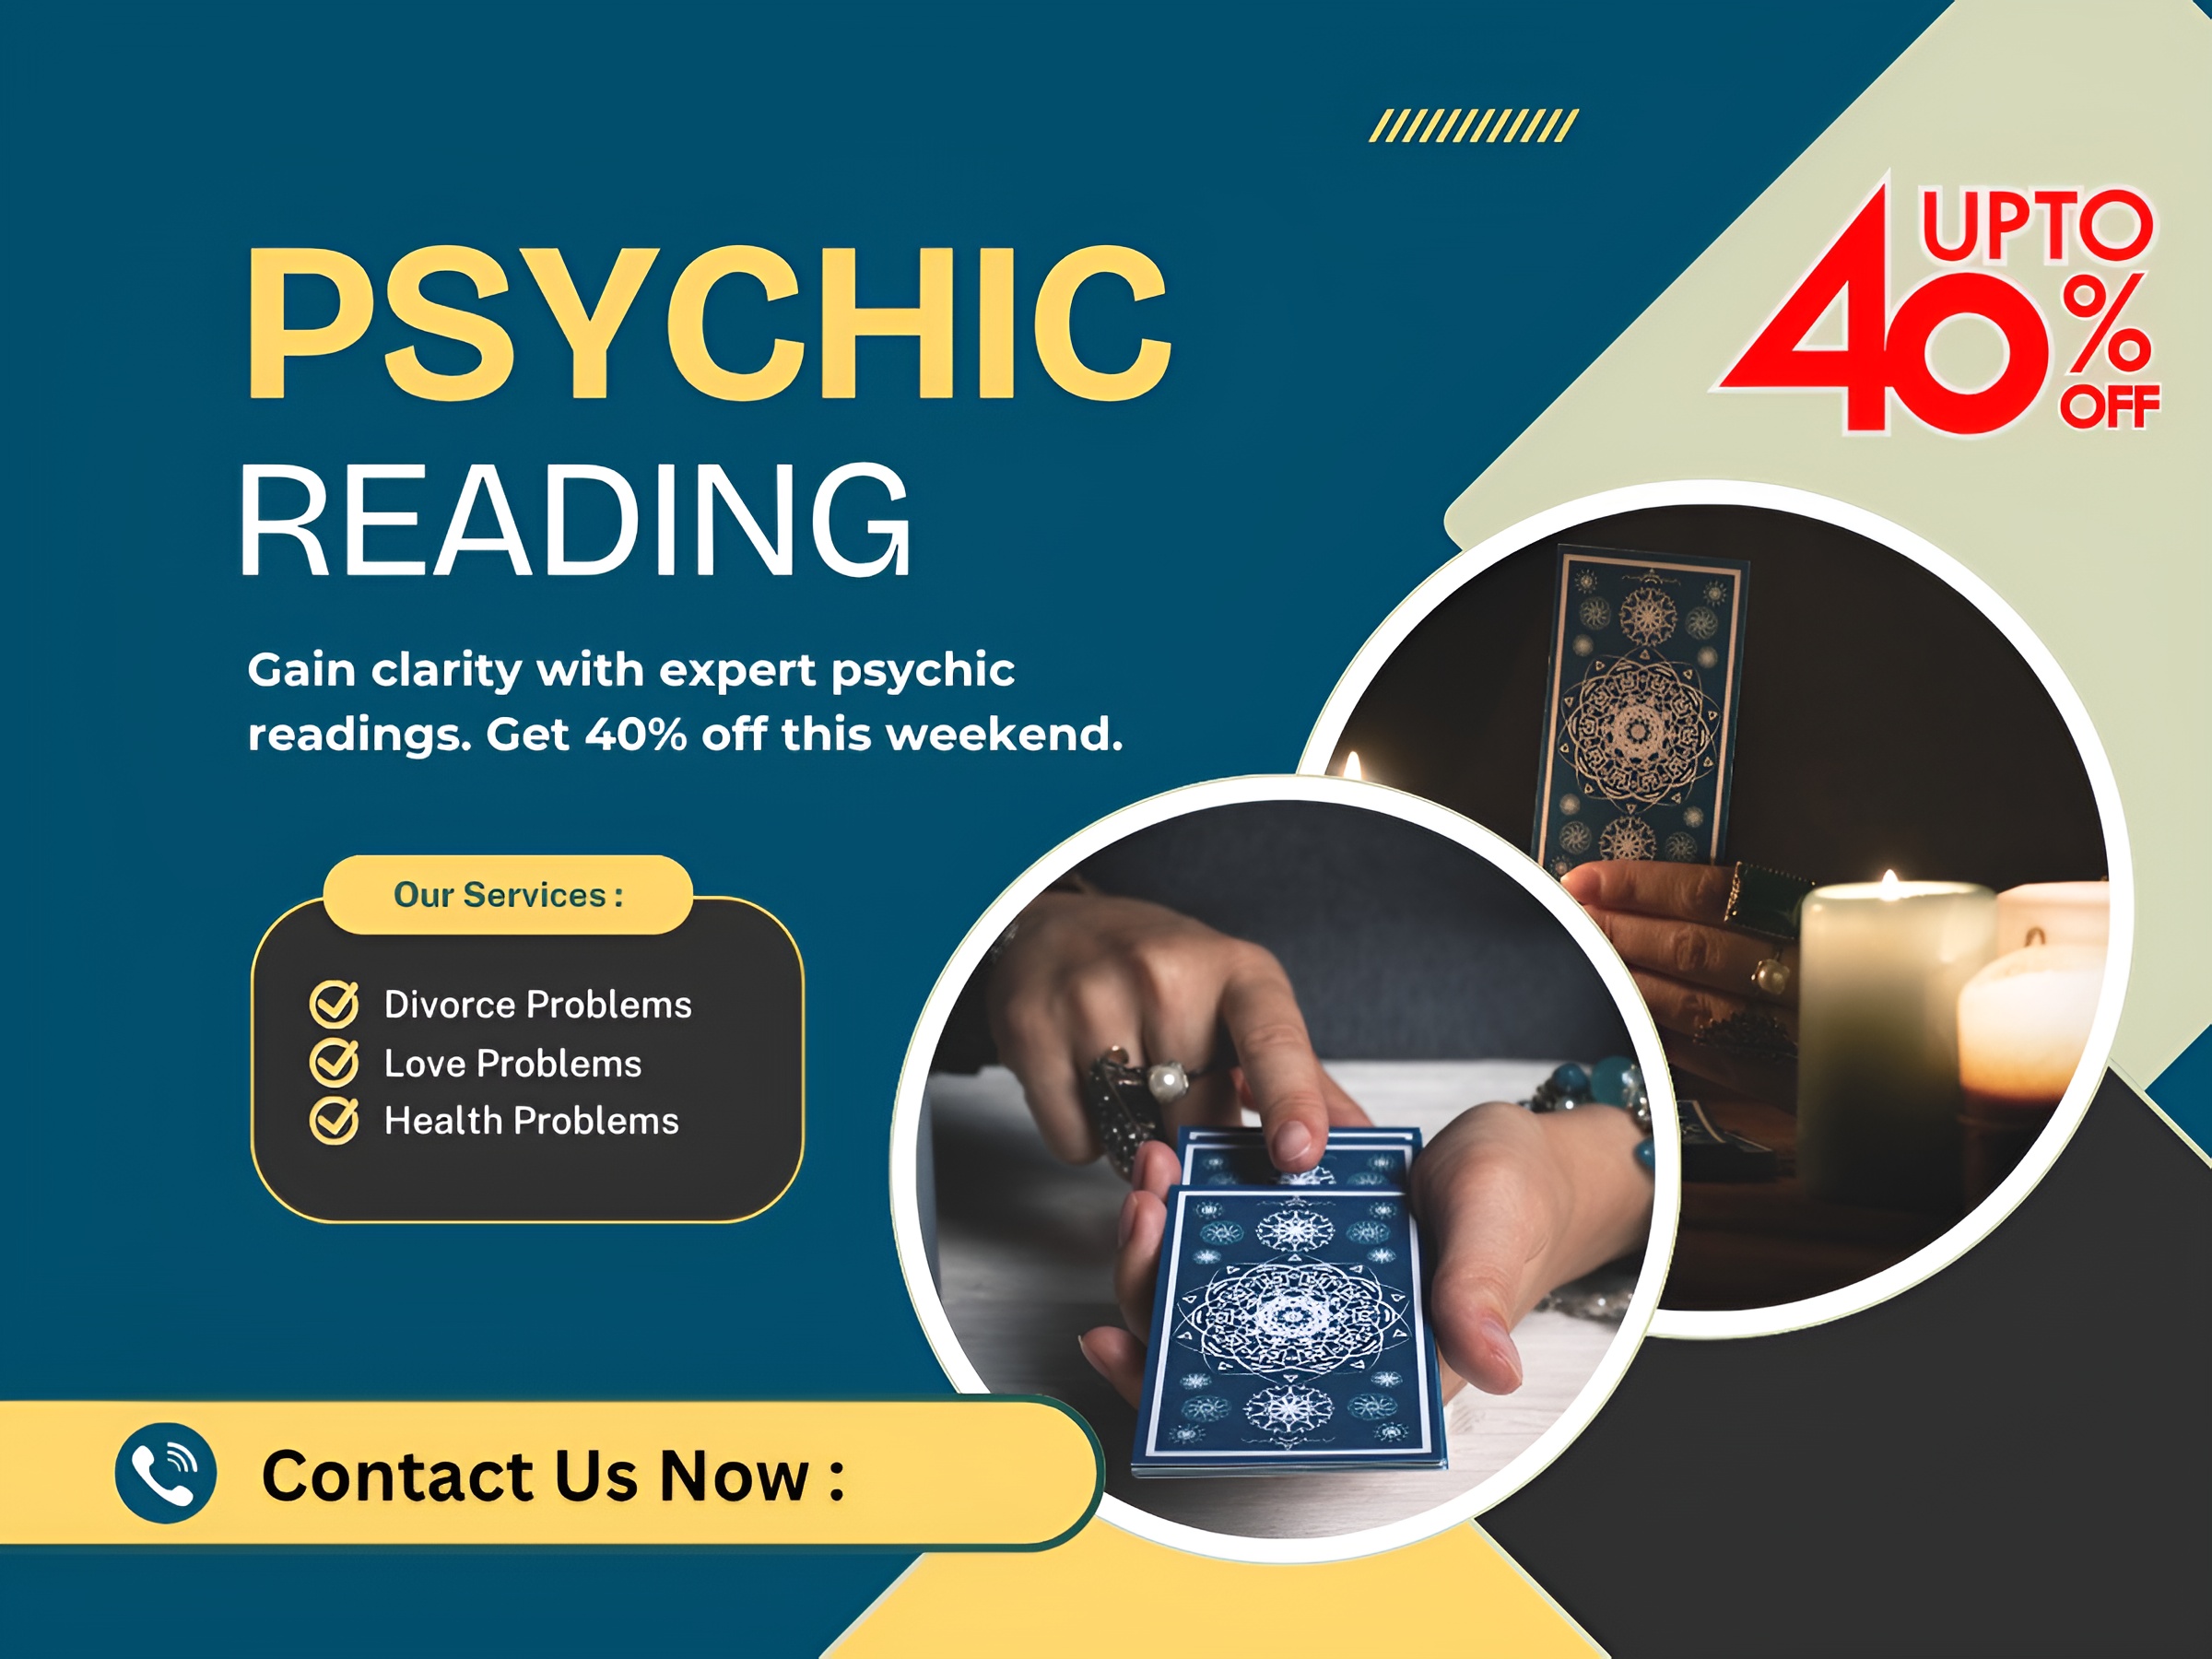 PSYCHIC
READING
Gain clarity with expert psychic
readings. Get 40% off this weekend.
UPTO
40%
OFF
Our Services :
Divorce Problems
Love Problems
Health Problems
Contact Us Now :